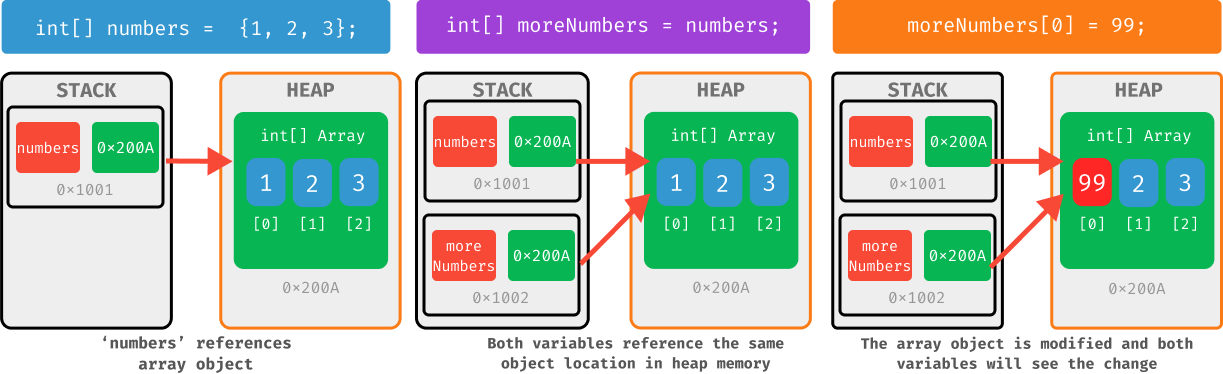 int[] numbers =  {1, 2, 3};
STACK
HEAP
numbers
0×200A
0×1001
int[] Array
1 2 3
[0] [1] [2]
0×200A
‘numbers’ references
array object
int[] moreNumbers = numbers;
STACK
HEAP
numbers
0×200A
0×1001
more
Numbers
0×200A
0×1002
int[] Array
1 2 3
[0] [1] [2]
0×200A
Both variables reference the same
object location in heap memory
moreNumbers[0] = 99;
STACK
HEAP
numbers
0×200A
0×1001
more
Numbers
0×200A
0×1002
int[] Array
99 2 3
[0] [1] [2]
0×200A
The array object is modified and both
variables will see the change